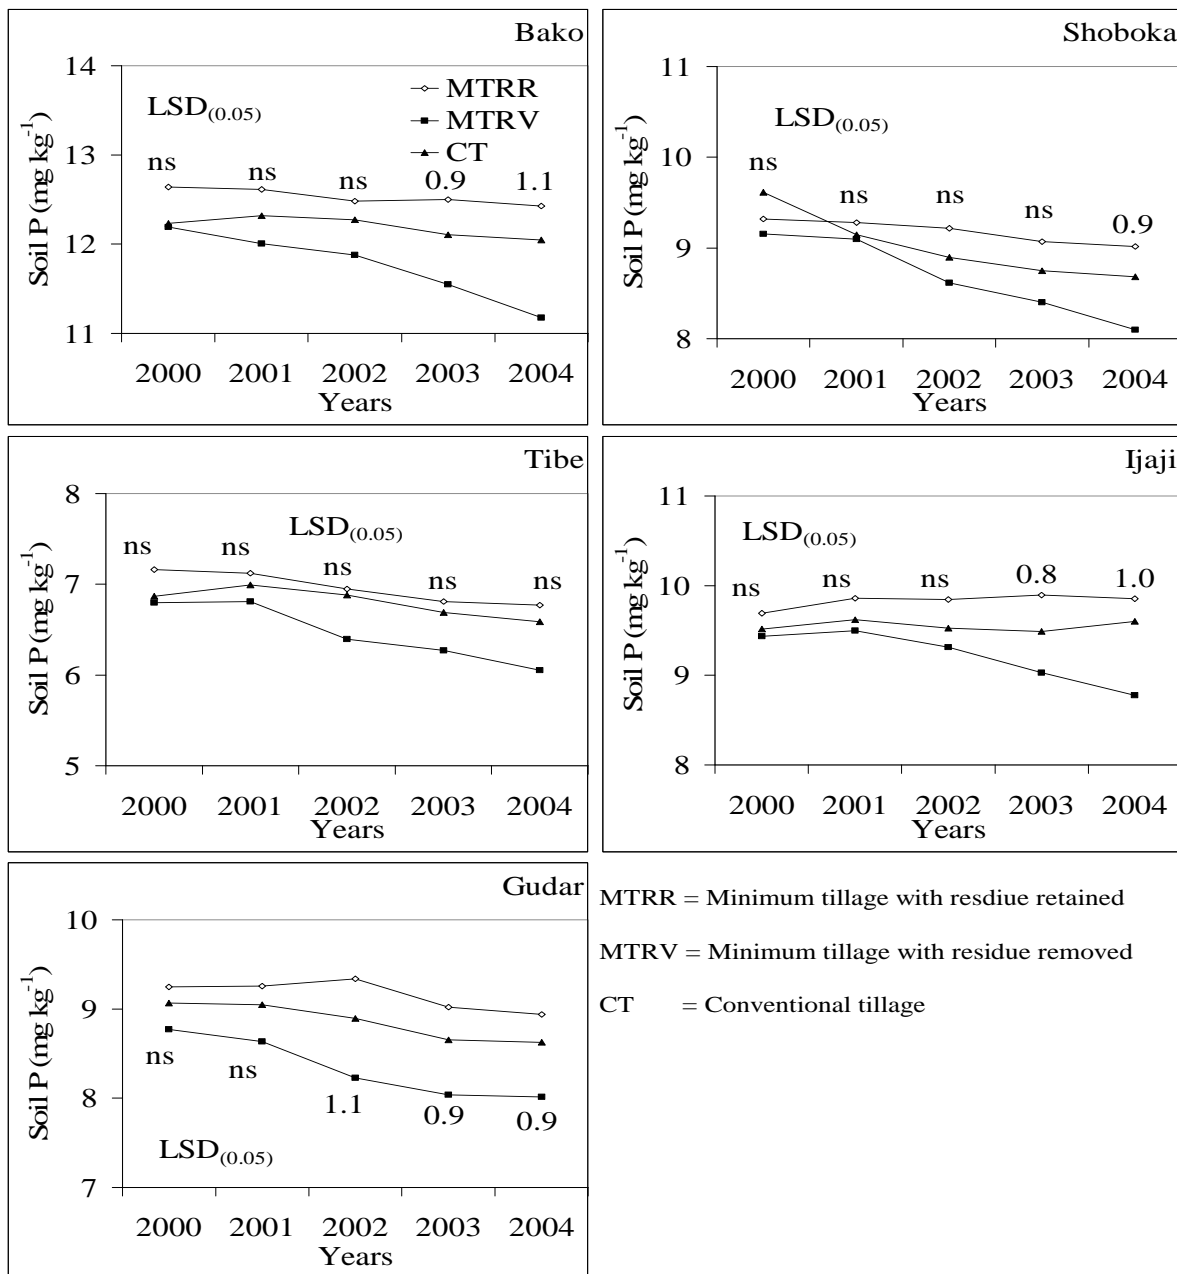 Bako
14
13
12
11
Soil P (mg kg-1)
LSD(0.05)
MTRR
MTRV
CT
ns
ns
ns
0.9
1.1
2000 2001 2002 2003 2004
Years
Shoboka
11
10
9
8
Soil P (mg kg-1)
LSD(0.05)
ns
ns
ns
ns
0.9
2000 2001 2002 2003 2004
Years
Tibe
8
7
6
5
Soil P (mg kg-1)
LSD(0.05)
ns
ns
ns
ns
ns
2000 2001 2002 2003 2004
Years
Ijaji
11
10
9
8
Soil P (mg kg-1)
LSD(0.05)
ns
ns
ns
0.8
1.0
2000 2001 2002 2003 2004
Years
Gudar
10
9
8
7
Soil P (mg kg-1)
ns
ns
1.1
0.9
0.9
LSD(0.05)
2000 2001 2002 2003 2004
Years
MTRR = Minimum tillage with resdiue retained
MTRV = Minimum tillage with residue removed
CT = Conventional tillage